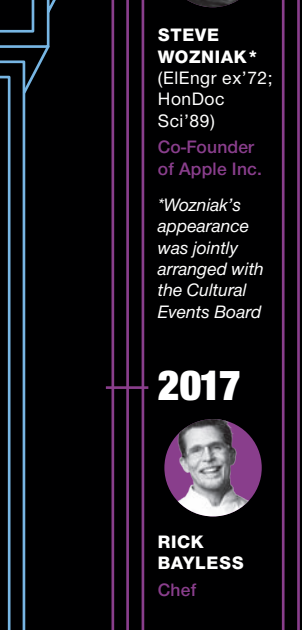 STEVE
WOZNIAK*
(ElEngr ex’72;
HonDoc
Sci’89)
Co-Founder
of Apple Inc.
*Wozniak’s
appearance
was jointly
arranged with
the Cultural
Events Board
2017
RICK
BAYLESS
Chef